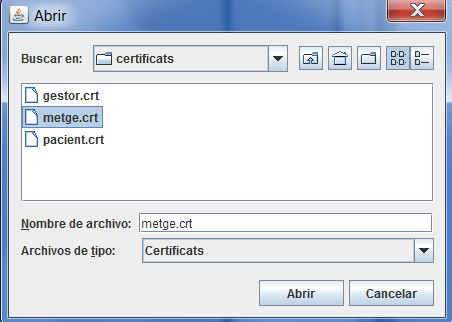 Abrir
Buscar en: certificats
gestor.crt
metge.crt
pacient.crt
Nombre de archivo: metge.crt
Archivos de tipo: Certificats
Abrir Cancelar